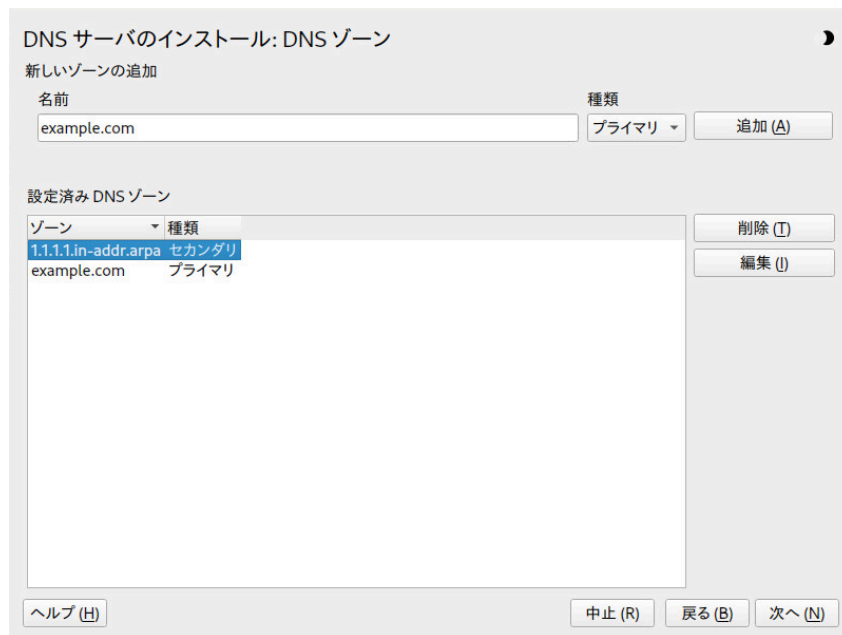 DNS サーバのインストール: DNS ゾーン
新しいゾーンの追加
名前 種類
example.com プライマリ 追加 (A)
設定済み DNS ゾーン
ゾーン 種類 削除 (T)
1.1.1.1.in-addr.arpa セカンダリ
編集 (I)
example.com プライマリ
ヘルプ (H) 中止 (R) 戻る (B) 次へ (N)